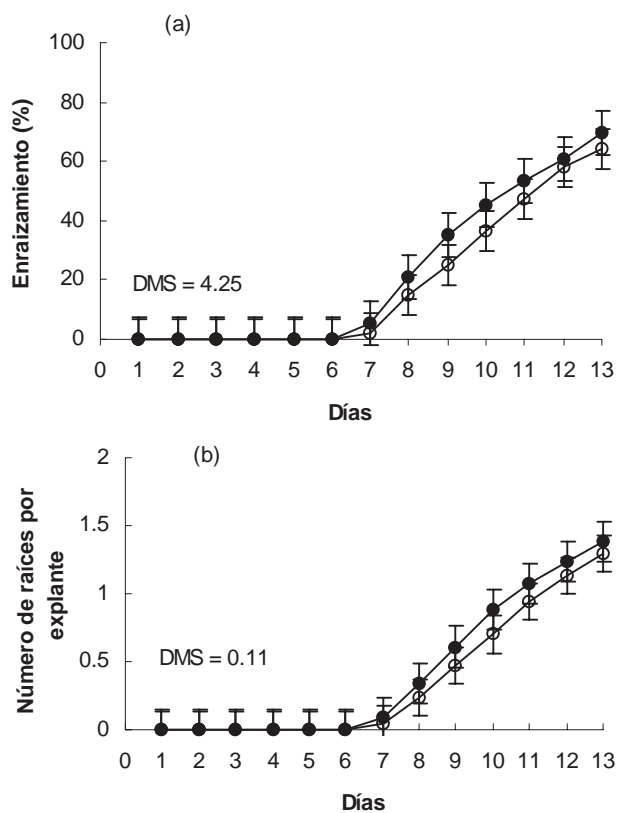 (a)
100
80
60
40
20
0
Enraizamiento (%)
DMS = 4.25
0 1 2 3 4 5 6 7 8 9 10 11 12 13
Días
(b)
2
1.5
1
0.5
0
Número de raíces por
explante
DMS = 0.11
0 1 2 3 4 5 6 7 8 9 10 11 12 13
Días